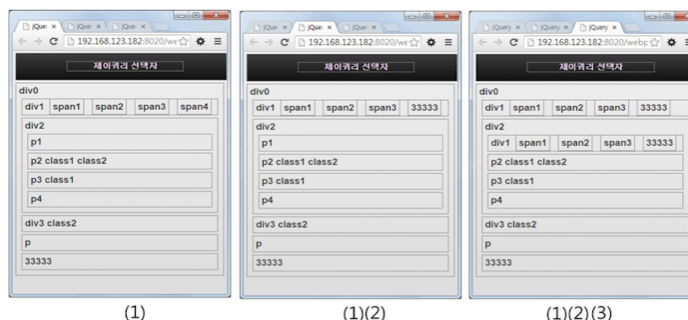 jQue
jQue
jQue
192.168.123.182:8020/we
제이쿼리 선택자
div0
div1 span1 span2 span3 span4
div2
p1
p2 class1 class2
p3 class1
p4
div3 class2
p
33333
(1)
jQue
jQuery
jQue
192.168.123.182:8020/we
제이쿼리 선택자
div0
div1 span1 span2 span3 33333
div2
p1
p2 class1 class2
p3 class1
p4
div3 class2
p
33333
(1)(2)
jQuery
jQuery
jQuery
192.168.123.182:8020/webp
제이쿼리 선택자
div0
div1 span1 span2 span3 33333
div2
div1 span1 span2 span3 33333
p2 class1 class2
p3 class1
p4
div3 class2
p
33333
(1)(2)(3)